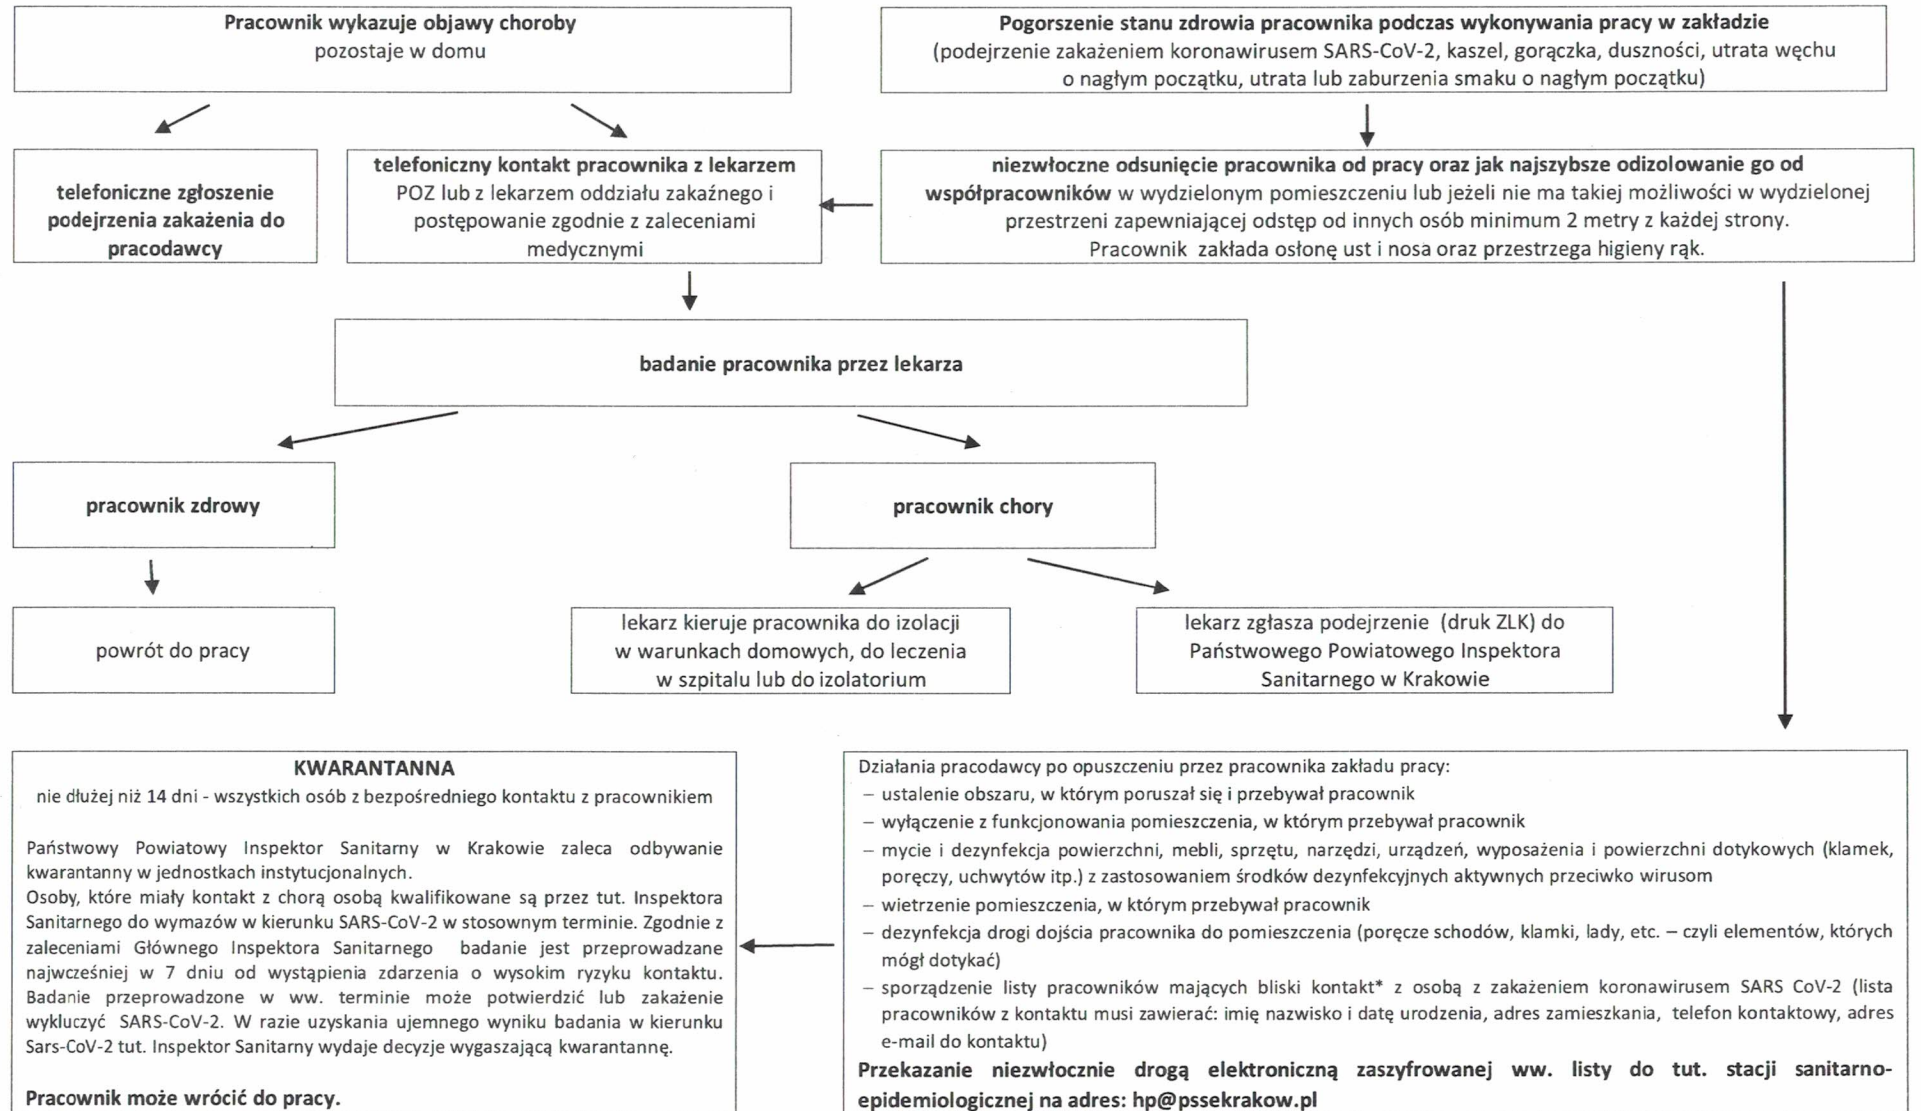 Pracownik wykazuje objawy choroby
pozostaje w domu
Pogorszenie stanu zdrowia pracownika podczas wykonywania pracy w zakładzie
(podejrzenie zakażeniem koronawirusem SARS-CoV-2, kaszel, gorączka, duszności, utrata węchu
o nagłym początku, utrata lub zaburzenia smaku o nagłym początku)
telefoniczne zgłoszenie
podejrzenia zakażenia do
pracodawcy
telefoniczny kontakt pracownika z lekarzem
POZ lub z lekarzem oddziału zakaźnego i
postępowanie zgodnie z zaleceniami
medycznymi
niezwłoczne odsunięcie pracownika od pracy oraz jak najszybsze odizolowanie go od
współpracowników w wydzielonym pomieszczeniu lub jeżeli nie ma takiej możliwości w wydzielonej
przestrzeni zapewniającej odstęp od innych osób minimum 2 metry z każdej strony.
Pracownik zakłada osłonę ust i nosa oraz przestrzega higieny rąk.
badanie pracownika przez lekarza
pracownik zdrowy
pracownik chory
powrót do pracy
lekarz kieruje pracownika do izolacji
w warunkach domowych, do leczenia
w szpitalu lub do izolatorium
lekarz zgłasza podejrzenie (druk ZLK) do
Państwowego Powiatowego Inspektora
Sanitarnego w Krakowie
KWARANTANNA
nie dłużej niż 14 dni - wszystkich osób z bezpośredniego kontaktu z pracownikiem
Państwowy Powiatowy Inspektor Sanitarny w Krakowie zaleca odbywanie
kwarantanny w jednostkach instytucjonalnych.
Osoby, które miały kontakt z chorą osobą kwalifikowane są przez tut. Inspektora
Sanitarnego do wymazów w kierunku SARS-CoV-2 w stosownym terminie. Zgodnie z
zaleceniami Głównego Inspektora Sanitarnego badanie jest przeprowadzane
najwcześniej w 7 dniu od wystąpienia zdarzenia o wysokim ryzyku kontaktu.
Badanie przeprowadzone w ww. terminie może potwierdzić lub zakażenie
wykluczyć SARS-CoV-2. W razie uzyskania ujemnego wyniku badania w kierunku
Sars-CoV-2 tut. Inspektor Sanitarny wydaje decyzje wygaszającą kwarantannę.
Pracownik może wrócić do pracy.
Działania pracodawcy po opuszczeniu przez pracownika zakładu pracy:
– ustalenie obszaru, w którym poruszał się i przebywał pracownik
– wyłączenie z funkcjonowania pomieszczenia, w którym przebywał pracownik
– mycie i dezynfekcja powierzchni, mebli, sprzętu, narzędzi, urządzeń, wyposażenia i powierzchni dotykowych (klamek,
poręczy, uchwytów itp.) z zastosowaniem środków dezynfekcyjnych aktywnych przeciwko wirusom
– wietrzenie pomieszczenia, w którym przebywał pracownik
– dezynfekcja drogi dojścia pracownika do pomieszczenia (poręcze schodów, klamki, lady, etc. – czyli elementów, których
mógł dotykać)
– sporządzenie listy pracowników mających bliski kontakt* z osobą z zakażeniem koronawirusem SARS CoV-2 (lista
pracowników z kontaktu musi zawierać: imię nazwisko i datę urodzenia, adres zamieszkania, telefon kontaktowy, adres
e-mail do kontaktu)
Przekazanie niezwłocznie drogą elektroniczną zaszyfrowanej ww. listy do tut. stacji sanitarno-
epidemiologicznej na adres: hp@pssekrakow.pl